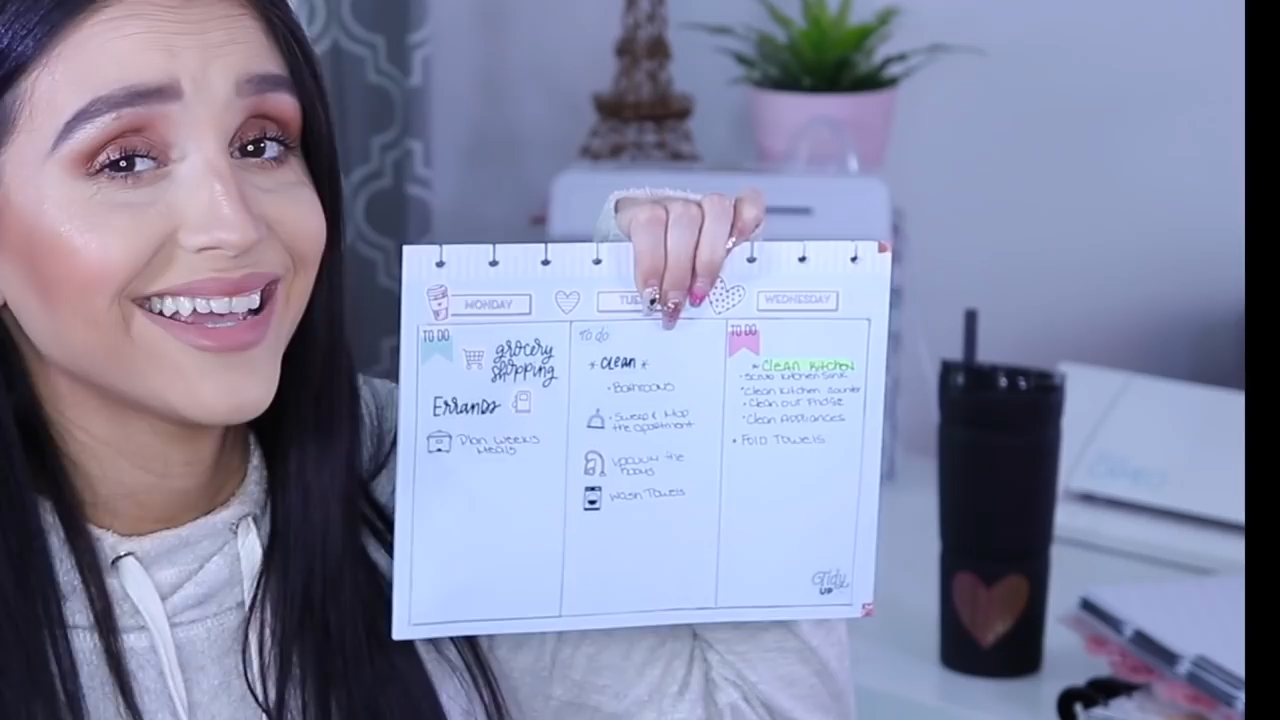 MONDAY
TO DO
grocery
shopping
Errands
Plan weeks
Meals
TUE
TO do
* Clean *
• Bathrooms
• Sweep & Mop
the apartment
Vacuum the
Wash Towels
WEDNESDAY
TO DO
* Clean Kitchen
• Scrub Kitchen Sink
• Clean Kitchen Counter
• Clean out Fridge
• Clean Appliances
• Fold Towels
Tidy
UP